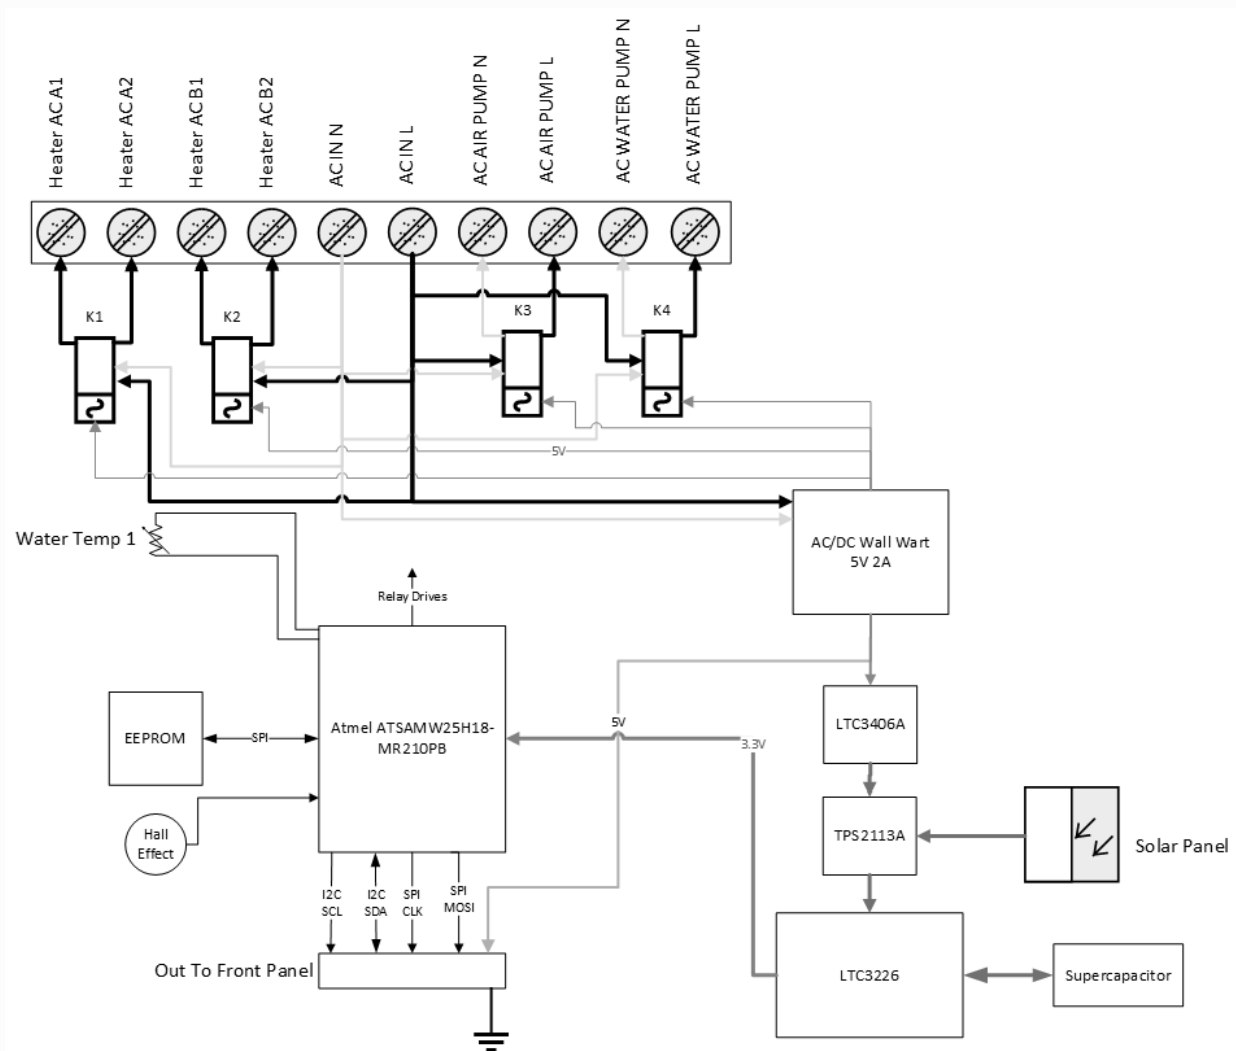 Heater AC A1
Heater AC A2
Heater AC B1
Heater AC B2
AC IN N
AC IN L
AC AIR PUMP N
AC AIR PUMP L
AC WATER PUMP N
AC WATER PUMP L
K1
K2
K3
K4
5V
Water Temp 1
AC/DC Wall Wart
5V 2A
Relay Drives
EEPROM
SPI
Atmel ATSAMW25H18-
MR210PB
5V
3.3V
LTC3406A
TPS2113A
Solar Panel
Hall
Effect
I2C
SCL
I2C
SDA
SPI
CLK
SPI
MOSI
Out To Front Panel
LTC3226
Supercapacitor